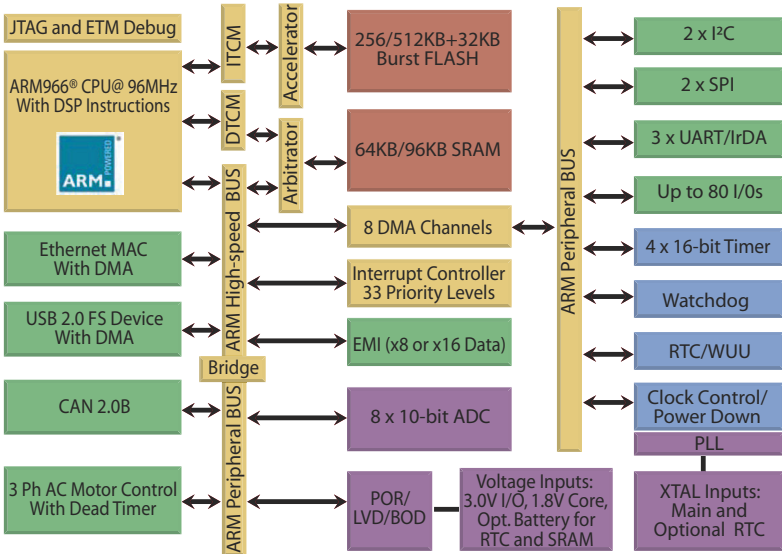 JTAG and ETM Debug
ARM966® CPU@ 96MHz
With DSP Instructions
POWERED
ARM
Ethernet MAC
With DMA
USB 2.0 FS Device
With DMA
CAN 2.0B
3 Ph AC Motor Control
With Dead Timer
ITCM
DTCM
ARM High-speed BUS
Bridge
ARM Peripheral BUS
Accelerator
Arbitrator
256/512KB+32KB
Burst FLASH
64KB/96KB SRAM
8 DMA Channels
Interrupt Controller
33 Priority Levels
EMI (x8 or x16 Data)
8 x 10-bit ADC
POR/
LVD/BOD
Voltage Inputs:
3.0V I/O, 1.8V Core,
Opt. Battery for
RTC and SRAM
ARM Peripheral BUS
2 x I²C
2 x SPI
3 x UART/IrDA
Up to 80 I/0s
4 x 16-bit Timer
Watchdog
RTC/WUU
Clock Control/
Power Down
PLL
XTAL Inputs:
Main and
Optional RTC